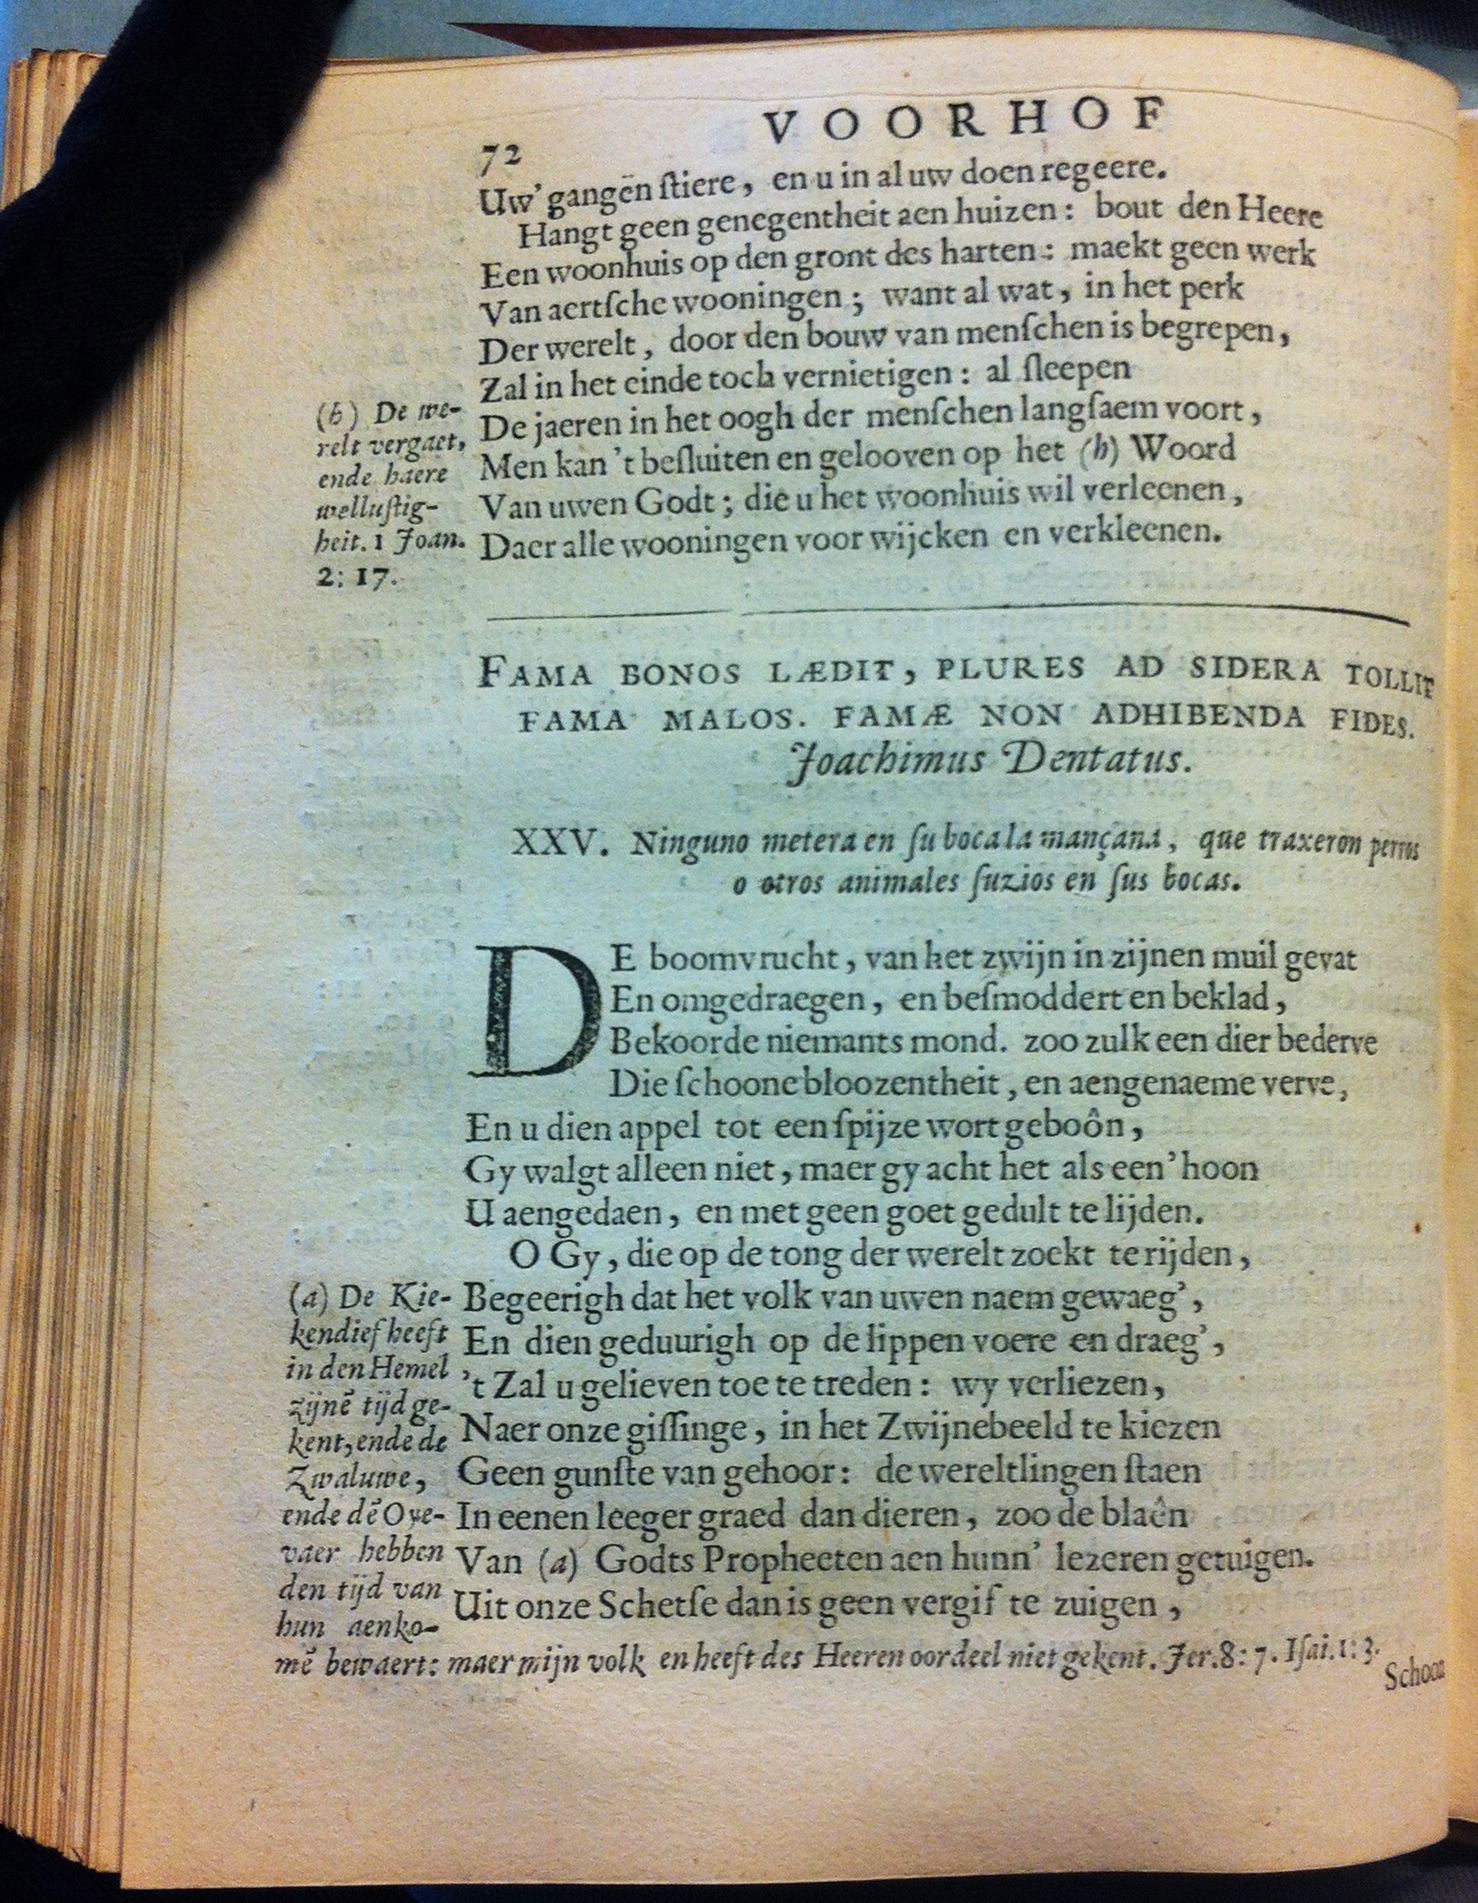 VOORHOF
72
Uw' gangēn ſtiere, en u in al uw doen regeere.
Hangt geen genegentheit aen huizen: bout den Heere
Een woonhuis op den gront des harten: maekt geen werk
Van aertſche wooningen; want al wat, in het perk
Der werelt, door den bouw van menſchen is begrepen,
Zal in het einde toch vernietigen: al ſleepen
De jaeren in het oogh der menſchen langſaem voort,
Men kan 't beſluiten en gelooven op het (h) Woord
Van uwen Godt; die u het woonhuis wil verleenen,
Daer alle wooningen voor wijcken en verkleenen.
(h) De we-
relt vergaet,
ende haere
welluſtig-
heit. 1 Joan.
2: 17.
FAMA BONOS LÆDIT, PLURES AD SIDERA TOLLIT
FAMA MALOS. FAMÆ NON ADHIBENDA FIDES.
Joachimus Dentatus.
XXV. Ninguno metera en ſu boca la mançana, que traxeron perros
o otros animales ſuzios en ſus bocas.
DE boomvrucht, van het zwijn in zijnen muil gevat
En omgedraegen, en beſmoddert en beklad,
Bekoorde niemants mond. zoo zulk een dier bederve
Die ſchoone bloozentheit, en aengenaeme verve,
En u dien appel tot een ſpijze wort geboôn,
Gy walgt alleen niet, maer gy acht het als een' hoon
U aengedaen, en met geen goet gedult te lijden.
O Gy, die op de tong der werelt zoekt te rijden,
Begeerigh dat het volk van uwen naem gewaeg',
En dien geduurigh op de lippen voere en draeg',
't Zal u gelieven toe te treden: wy verliezen,
Naer onze giſſinge, in het Zwijnebeeld te kiezen
Geen gunſte van gehoor: de wereltlingen ſtaen
In eenen leeger graed dan dieren, zoo de blaên
Van (a) Godts Propheeten aen hunn' lezeren getuigen.
Uit onze Schetſe dan is geen vergif te zuigen,
(a) De Kie-
kendief heeft
in den Hemel
zijnē tijd ge-
kent, ende de
Zwaluwe,
ende dē Oye-
vaer hebben
den tijd van
hun aenko-
mē bewaert: maer mijn volk en heeft des Heeren oordeel niet gekent. Jer. 8: 7. Iſai. 1: 3.
Schoon